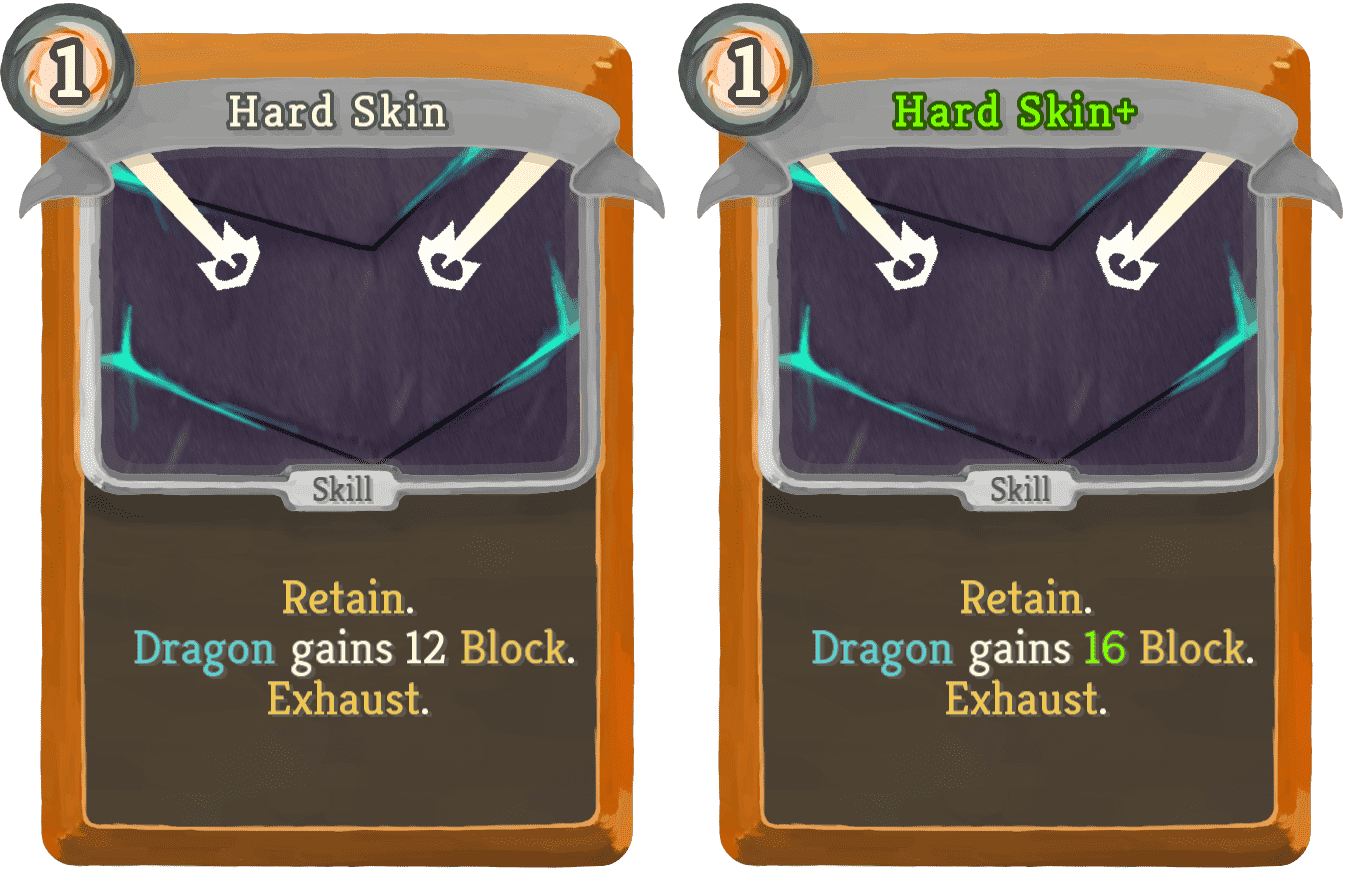 1
Hard Skin
Skill
Retain.
Dragon gains 12 Block.
Exhaust.
1
Hard Skin+
Skill
Retain.
Dragon gains 16 Block.
Exhaust.